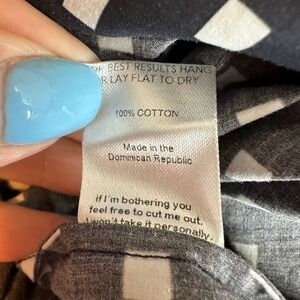 FOR BEST RESULTS HANG
OR LAY FLAT TO DRY
100% COTTON
Made in the
Dominican Republic
if I'm bothering you
feel free to cut me out.
I won't take it personally.